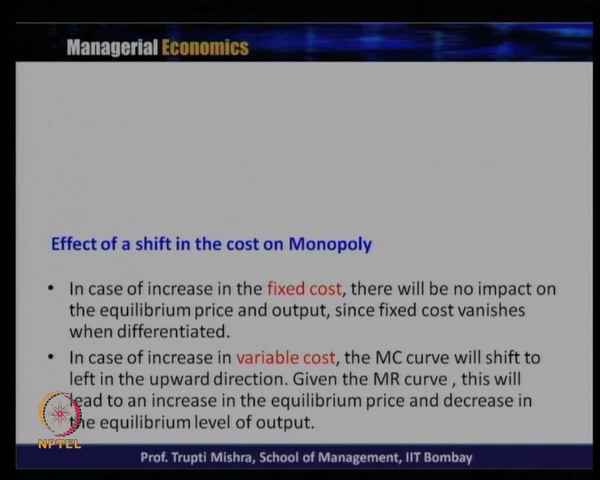 Managerial Economics
Effect of a shift in the cost on Monopoly
• In case of increase in the fixed cost, there will be no impact on
the equilibrium price and output, since fixed cost vanishes
when differentiated.
• In case of increase in variable cost, the MC curve will shift to
left in the upward direction. Given the MR curve , this will
lead to an increase in the equilibrium price and decrease in
the equilibrium level of output.
NPTEL
Prof. Trupti Mishra, School of Management, IIT Bombay